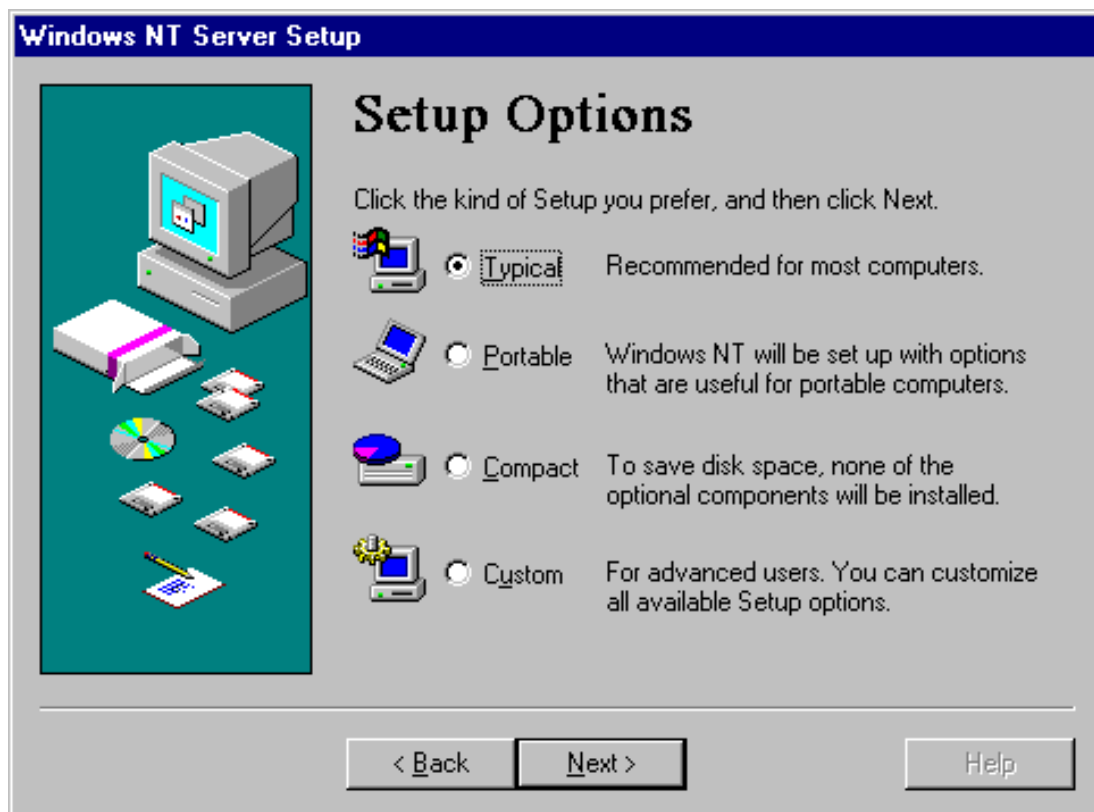 Windows NT Server Setup
Setup Options
Click the kind of Setup you prefer, and then click Next.
Typical Recommended for most computers.
Portable Windows NT will be set up with options
that are useful for portable computers.
Compact To save disk space, none of the
optional components will be installed.
Custom For advanced users. You can customize
all available Setup options.
< Back Next > Help